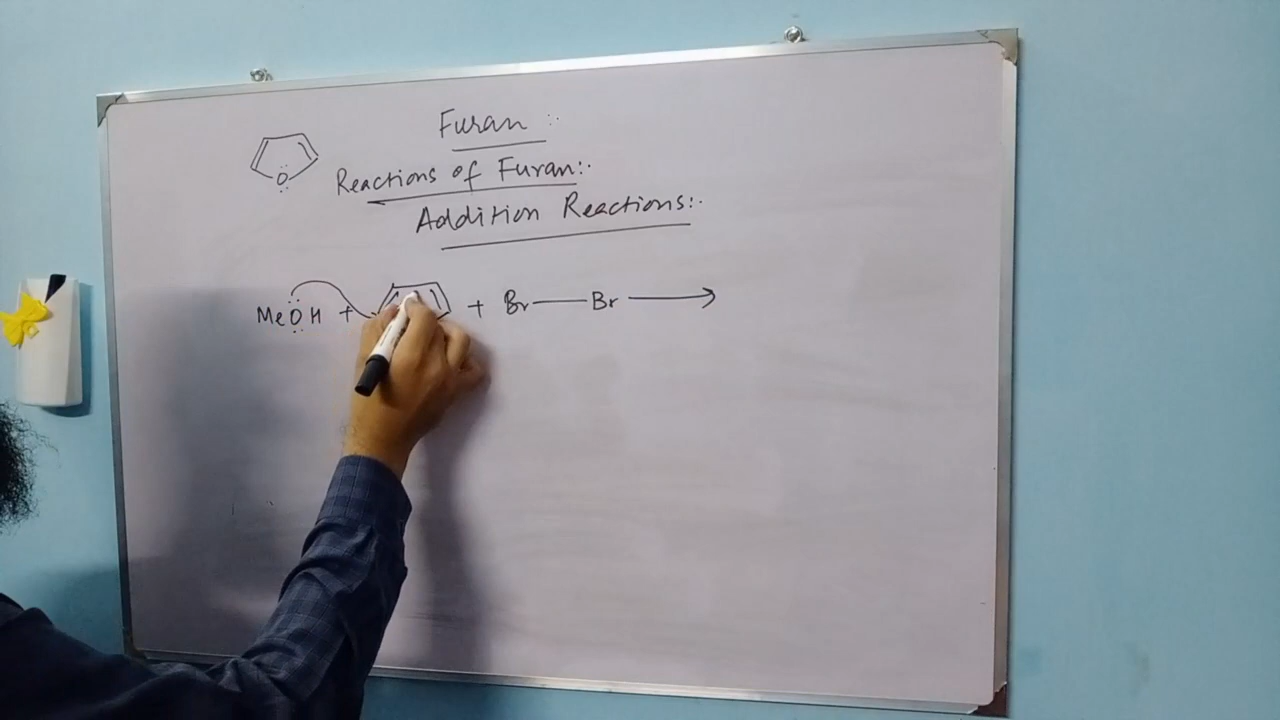 Furan :-
Reactions of Furan:-
Addition Reactions:-
O
MeOH + + Br—Br →